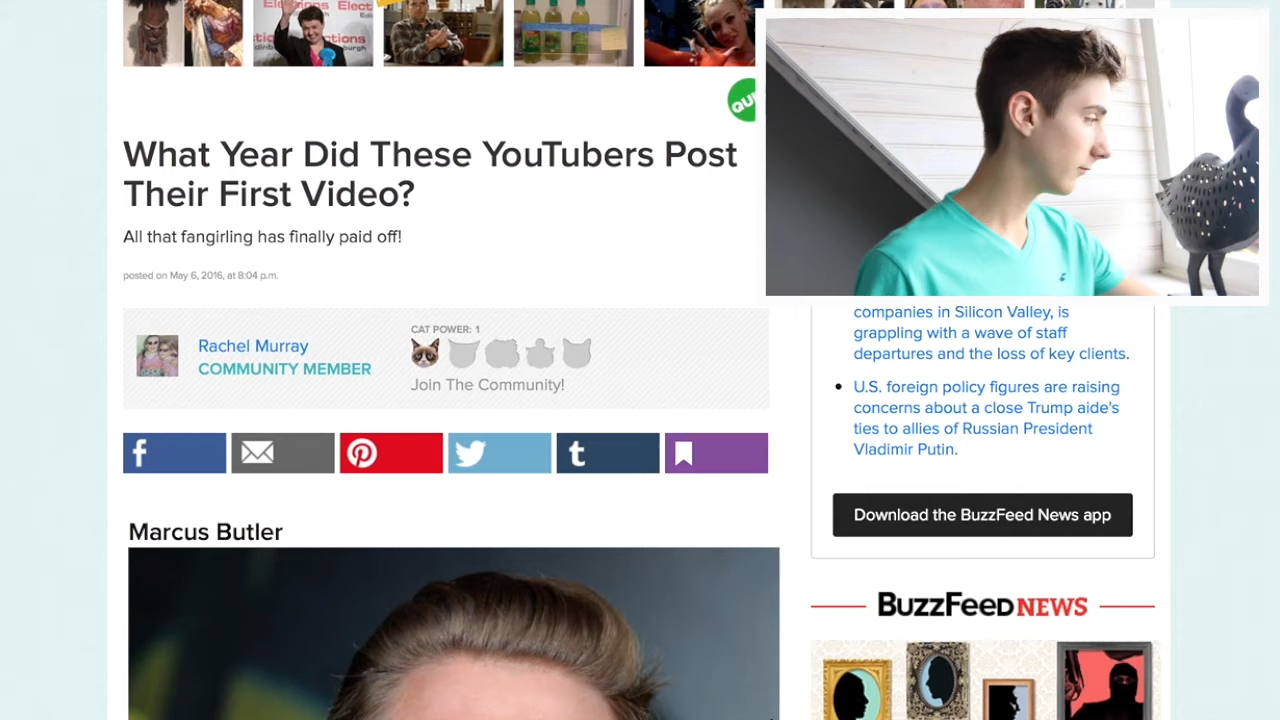 Elections Elect
QUI
What Year Did These YouTubers Post
Their First Video?
All that fangirling has finally paid off!
posted on May 6, 2016, at 8:04 p.m.
Rachel Murray
COMMUNITY MEMBER
CAT POWER: 1
Join The Community!
f
t
Marcus Butler
companies in Silicon Valley, is
grappling with a wave of staff
departures and the loss of key clients.
• U.S. foreign policy figures are raising
concerns about a close Trump aide's
ties to allies of Russian President
Vladimir Putin.
Download the BuzzFeed News app
BUZZFEED NEWS